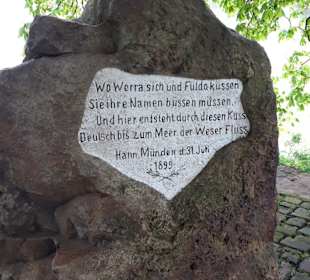 Wo Werra sich und Fulda küssen
Sie ihre Namen büssen müssen.
Und hier entsteht durch diesen Kuss
Deutsch bis zum Meer der Weser Fluss.
Hann. Münden d. 31. Juli
1899